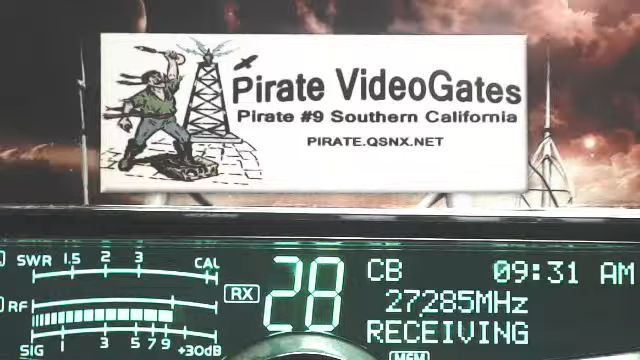 Pirate VideoGates
Pirate #9 Southern California
PIRATE.QSNX.NET
SWR 1.5 2 3 CAL
RX
28
CB
09:31 AM
27285MHz
RECEIVING
RF
SIG 3 5 7 9 +30dB
MEM